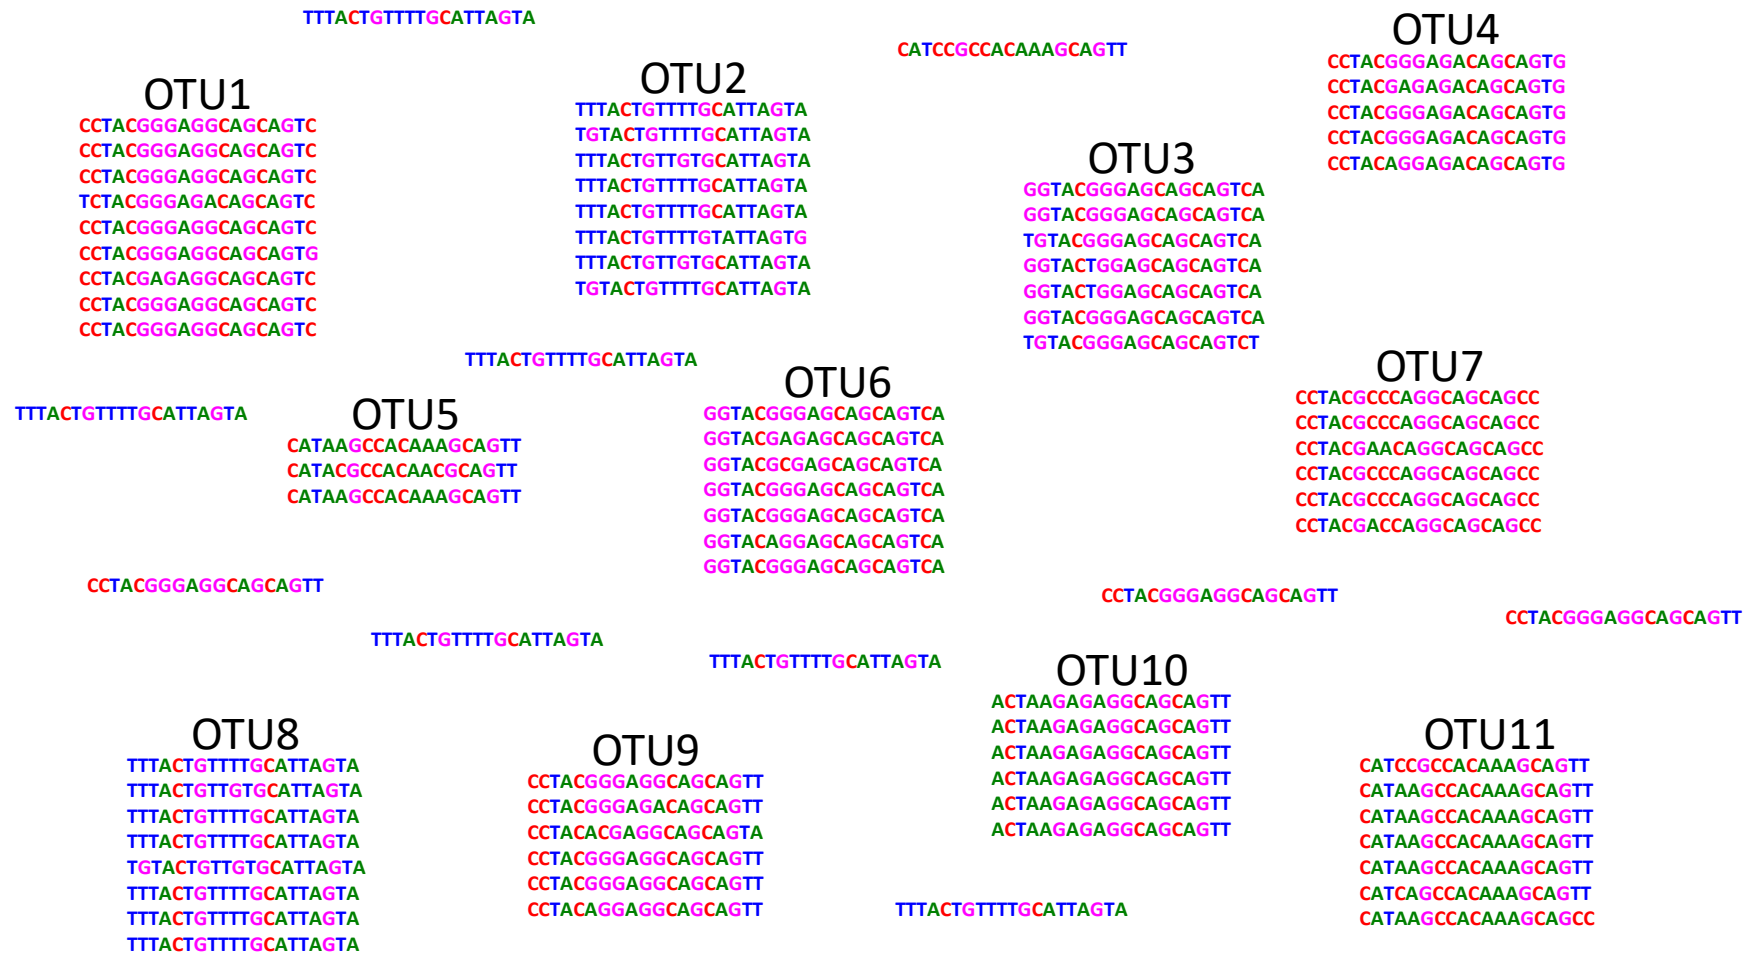 TTTACTGTTTTGCATTAGTA
CATCCGCCACAAAGCAGTT
OTU4
CCTACGGGAGACAGCAGTG
CCTACGAGAGACAGCAGTG
CCTACGGGAGACAGCAGTG
CCTACGGGAGACAGCAGTG
CCTACAGGAGACAGCAGTG
OTU1
CCTACGGGAGGCAGCAGTC
CCTACGGGAGGCAGCAGTC
CCTACGGGAGGCAGCAGTC
TCTACGGGAGACAGCAGTC
CCTACGGGAGGCAGCAGTC
CCTACGGGAGGCAGCAGTG
CCTACGAGAGGCAGCAGTC
CCTACGGGAGGCAGCAGTC
CCTACGGGAGGCAGCAGTC
OTU2
TTTACTGTTTTGCATTAGTA
TGTACTGTTTTGCATTAGTA
TTTACTGTTGTGCATTAGTA
TTTACTGTTTTGCATTAGTA
TTTACTGTTTTGCATTAGTA
TTTACTGTTTTGTATTAGTG
TTTACTGTTGTGCATTAGTA
TGTACTGTTTTGCATTAGTA
OTU3
GGTACGGGAGCAGCAGTCA
GGTACGGGAGCAGCAGTCA
TGTACGGGAGCAGCAGTCA
GGTACTGGAGCAGCAGTCA
GGTACTGGAGCAGCAGTCA
GGTACGGGAGCAGCAGTCA
TGTACGGGAGCAGCAGTCT
TTTACTGTTTTGCATTAGTA
TTTACTGTTTTGCATTAGTA
OTU5
CATAAGCCACAAAGCAGTT
CATACGCCACAACGCAGTT
CATAAGCCACAAAGCAGTT
OTU6
GGTACGGGAGCAGCAGTCA
GGTACGAGAGCAGCAGTCA
GGTACGCGAGCAGCAGTCA
GGTACGGGAGCAGCAGTCA
GGTACGGGAGCAGCAGTCA
GGTACAGGAGCAGCAGTCA
GGTACGGGAGCAGCAGTCA
OTU7
CCTACGCCCAGGCAGCAGCC
CCTACGCCCAGGCAGCAGCC
CCTACGAACAGGCAGCAGCC
CCTACGCCCAGGCAGCAGCC
CCTACGCCCAGGCAGCAGCC
CCTACGACCAGGCAGCAGCC
CCTACGGGAGGCAGCAGTT
CCTACGGGAGGCAGCAGTT
CCTACGGGAGGCAGCAGTT
TTTACTGTTTTGCATTAGTA
TTTACTGTTTTGCATTAGTA
OTU8
TTTACTGTTTTGCATTAGTA
TTTACTGTTGTGCATTAGTA
TTTACTGTTTTGCATTAGTA
TTTACTGTTTTGCATTAGTA
TGTACTGTTGTGCATTAGTA
TTTACTGTTTTGCATTAGTA
TTTACTGTTTTGCATTAGTA
TTTACTGTTTTGCATTAGTA
OTU9
CCTACGGGAGGCAGCAGTT
CCTACGGGAGACAGCAGTT
CCTACACGAGGCAGCAGTA
CCTACGGGAGGCAGCAGTT
CCTACGGGAGGCAGCAGTT
CCTACAGGAGGCAGCAGTT
OTU10
ACTAAGAGAGGCAGCAGTT
ACTAAGAGAGGCAGCAGTT
ACTAAGAGAGGCAGCAGTT
ACTAAGAGAGGCAGCAGTT
ACTAAGAGAGGCAGCAGTT
ACTAAGAGAGGCAGCAGTT
TTTACTGTTTTGCATTAGTA
OTU11
CATCCGCCACAAAGCAGTT
CATAAGCCACAAAGCAGTT
CATAAGCCACAAAGCAGTT
CATAAGCCACAAAGCAGTT
CATAAGCCACAAAGCAGTT
CATCAGCCACAAAGCAGTT
CATAAGCCACAAAGCAGCC